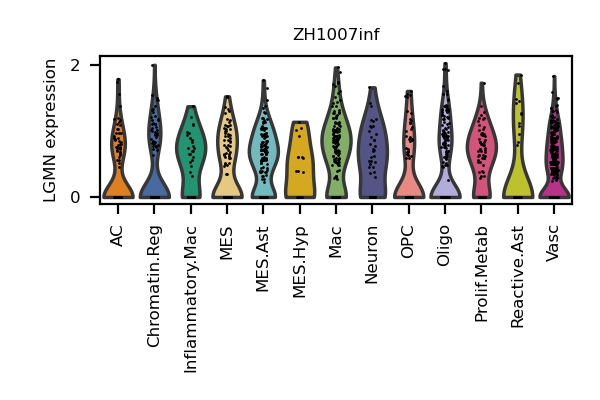 ZH1007inf
LGMN expression
2
0
AC
Chromatin.Reg
Inflammatory.Mac
MES
MES.Ast
MES.Hyp
Mac
Neuron
OPC
Oligo
Prolif.Metab
Reactive.Ast
Vasc